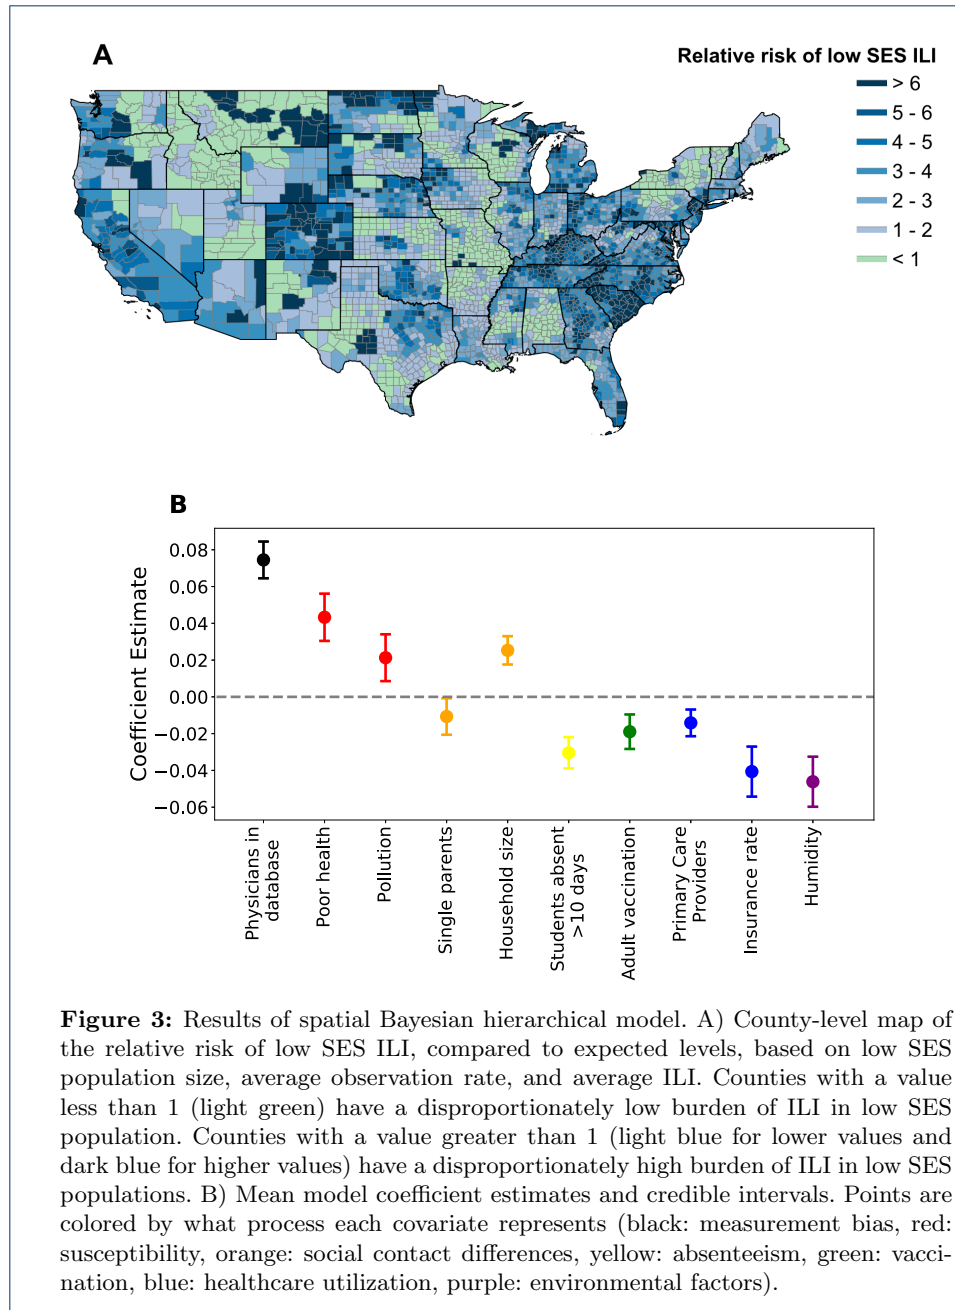 A
Relative risk of low SES ILI
> 6
5 - 6
4 - 5
3 - 4
2 - 3
1 - 2
< 1
B
Coefficient Estimate
0.08
0.06
0.04
0.02
0.00
−0.02
−0.04
−0.06
Physicians in
database
Poor health
Pollution
Single parents
Household size
Students absent
>10 days
Adult vaccination
Primary Care
Providers
Insurance rate
Humidity
Figure 3: Results of spatial Bayesian hierarchical model. A) County-level map of
the relative risk of low SES ILI, compared to expected levels, based on low SES
population size, average observation rate, and average ILI. Counties with a value
less than 1 (light green) have a disproportionately low burden of ILI in low SES
population. Counties with a value greater than 1 (light blue for lower values and
dark blue for higher values) have a disproportionately high burden of ILI in low SES
populations. B) Mean model coefficient estimates and credible intervals. Points are
colored by what process each covariate represents (black: measurement bias, red:
susceptibility, orange: social contact differences, yellow: absenteeism, green: vacci-
nation, blue: healthcare utilization, purple: environmental factors).